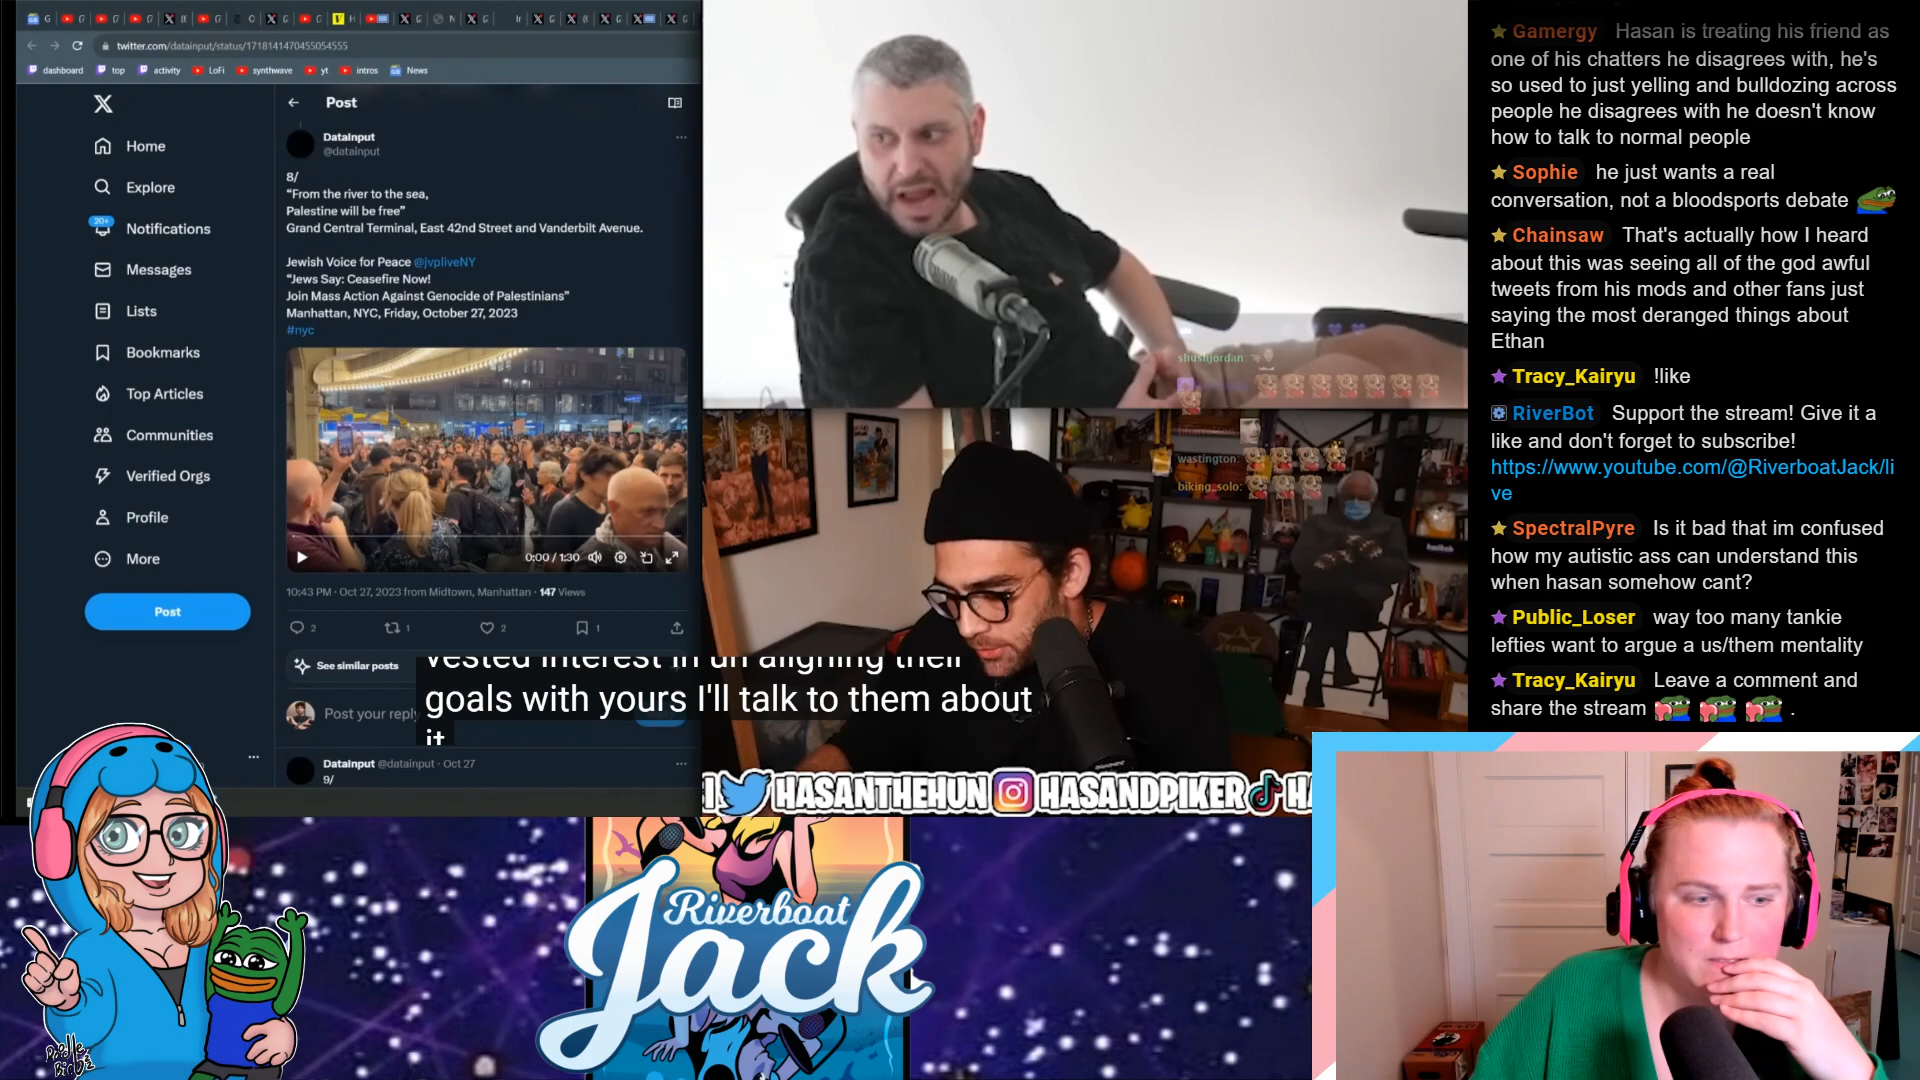 twitter.com/datainput/status/1718141470455054555
dashboard
top
activity
LoFi
synthwave
yt
intros
News
Home
Explore
20+
Notifications
Messages
Lists
Bookmarks
Top Articles
Communities
Verified Orgs
Profile
More
Post
Post
DataInput
@datainput
8/
“From the river to the sea,
Palestine will be free”
Grand Central Terminal, East 42nd Street and Vanderbilt Avenue.
Jewish Voice for Peace @jvpliveNY
“Jews Say: Ceasefire Now!
Join Mass Action Against Genocide of Palestinians”
Manhattan, NYC, Friday, October 27, 2023
#nyc
0:00 / 1:30
10:43 PM · Oct 27, 2023 from Midtown, Manhattan · 147 Views
2
1
2
1
See similar posts
vested interest in un aligning their
goals with yours I'll talk to them about
it
Post your reply
DataInput @datainput · Oct 27
9/
shushjordan:
wastington:
biking_solo:
HASANTHEHUN
HASANDPIKER
Riverboat
Jack
Gamergy Hasan is treating his friend as
one of his chatters he disagrees with, he's
so used to just yelling and bulldozing across
people he disagrees with he doesn't know
how to talk to normal people
Sophie he just wants a real
conversation, not a bloodsports debate
Chainsaw That's actually how I heard
about this was seeing all of the god awful
tweets from his mods and other fans just
saying the most deranged things about
Ethan
Tracy_Kairyu !like
RiverBot Support the stream! Give it a
like and don't forget to subscribe!
https://www.youtube.com/@RiverboatJack/li
ve
SpectralPyre Is it bad that im confused
how my autistic ass can understand this
when hasan somehow cant?
Public_Loser way too many tankie
lefties want to argue a us/them mentality
Tracy_Kairyu Leave a comment and
share the stream .